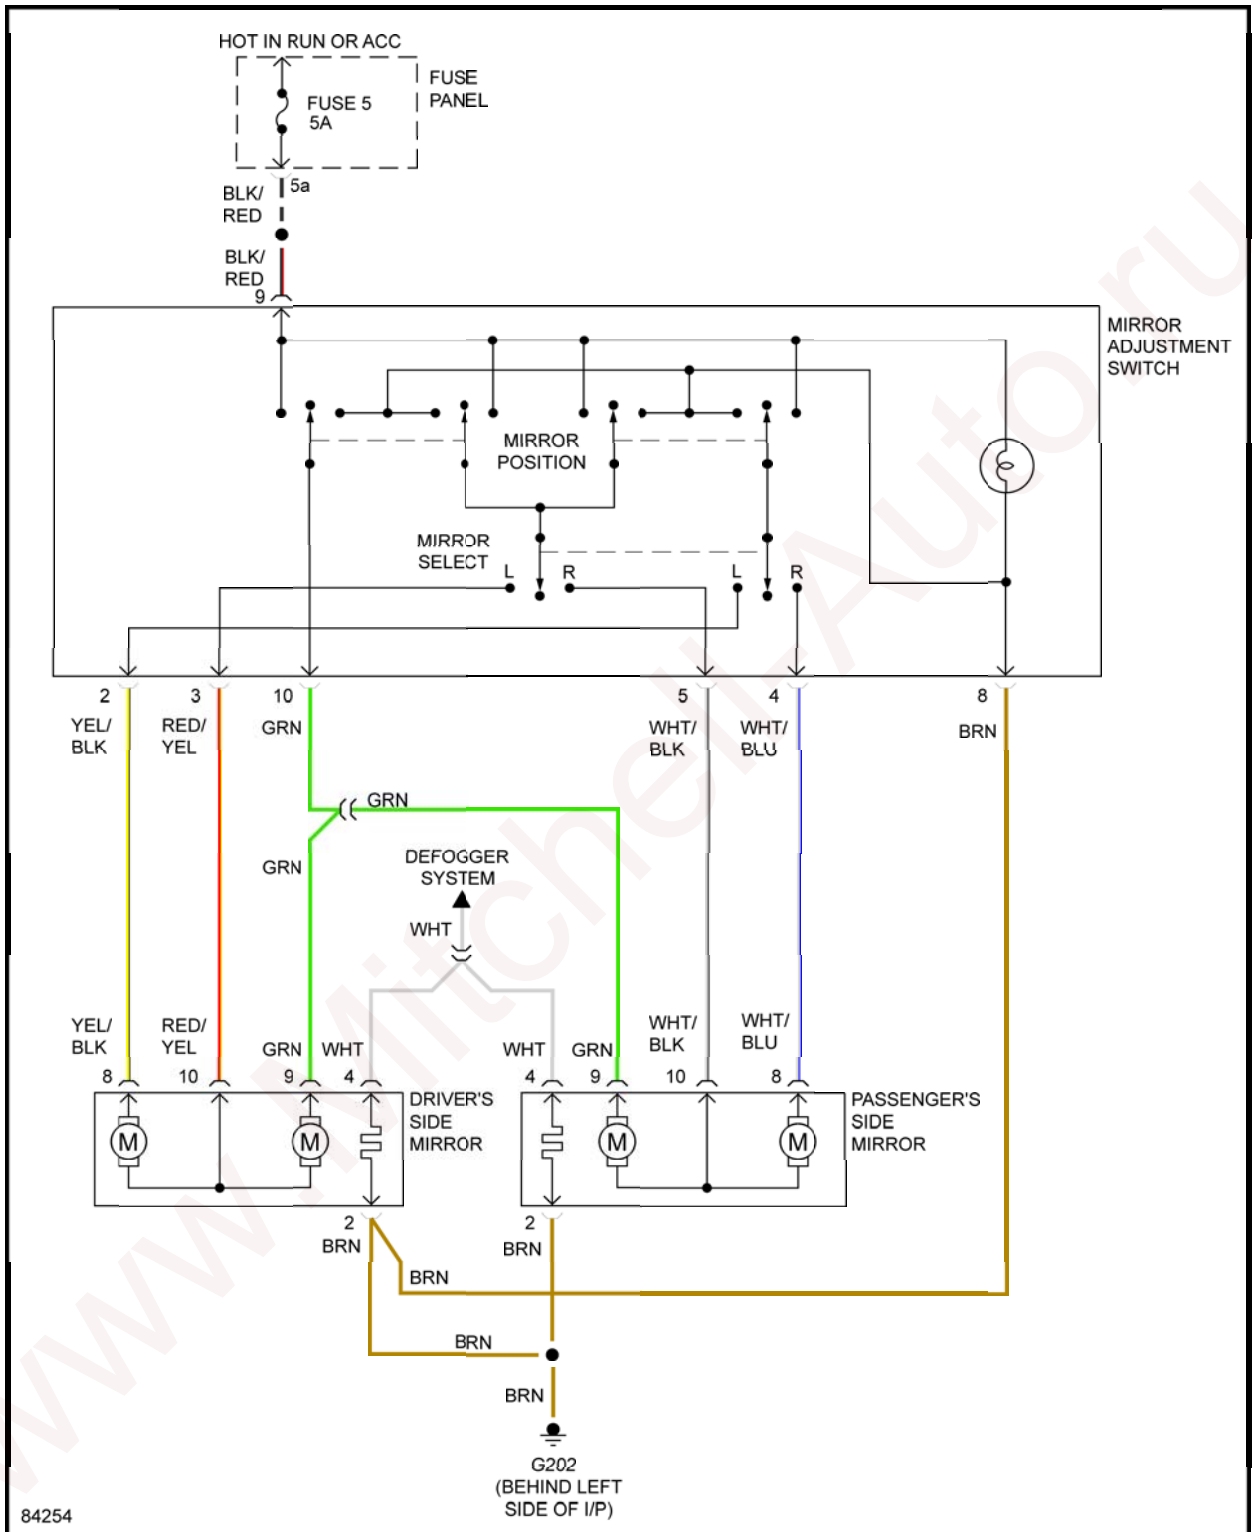 HOT IN RUN OR ACC
FUSE
PANEL
FUSE 5
5A
5a
BLK/
RED
BLK/
RED
9
MIRROR
ADJUSTMENT
SWITCH
MIRROR
POSITION
MIRROR
SELECT
L R L R
2 3 10 5 4 8
YEL/ RED/ GRN WHT/ WHT/ BRN
BLK YEL BLK BLU
GRN
GRN
DEFOGGER
SYSTEM
WHT
YEL/ RED/ WHT/ WHT/
BLK YEL GRN WHT WHT GRN BLK BLU
8 10 9 4 4 9 10 8
DRIVER'S
SIDE
MIRROR
PASSENGER'S
SIDE
MIRROR
M M M M
2 2
BRN BRN
BRN
BRN
BRN
G202
(BEHIND LEFT
SIDE OF I/P)
84254
www.Mitchell-Auto.ru